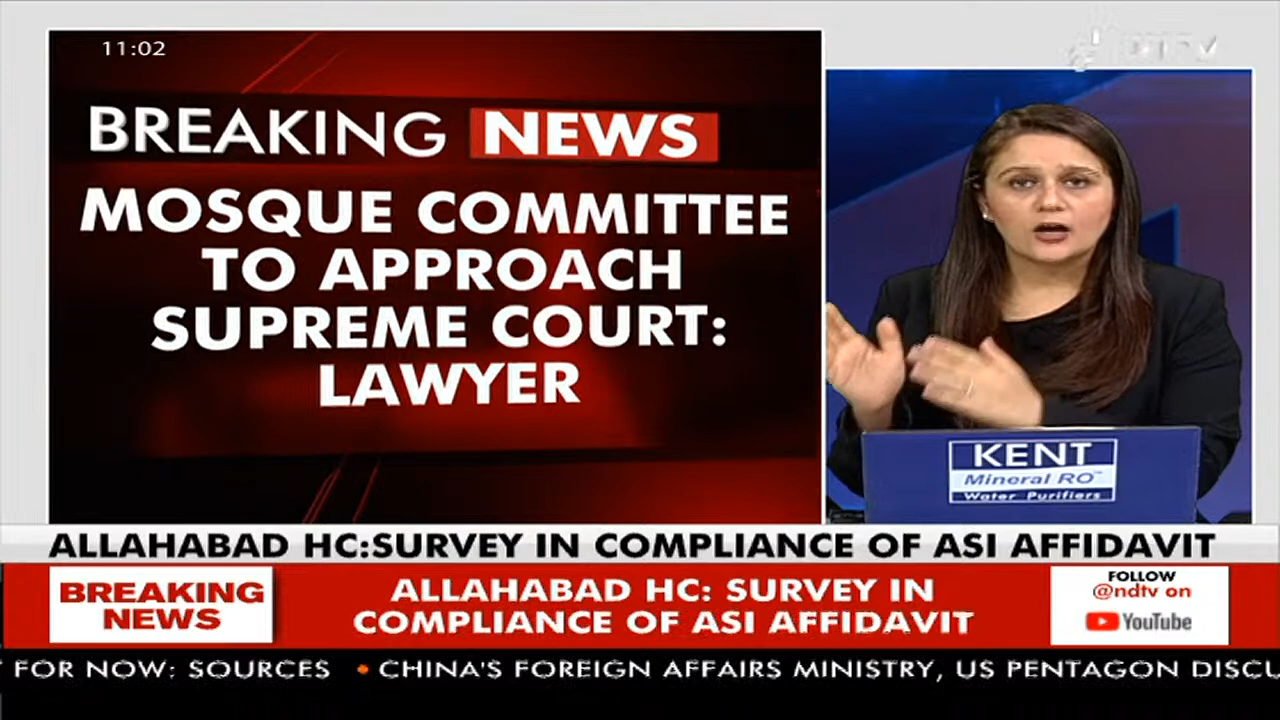 11:02
BREAKING NEWS
MOSQUE COMMITTEE
TO APPROACH
SUPREME COURT:
LAWYER
KENT
Mineral RO™
Water Purifiers
ALLAHABAD HC:SURVEY IN COMPLIANCE OF ASI AFFIDAVIT
BREAKING
NEWS
ALLAHABAD HC: SURVEY IN
COMPLIANCE OF ASI AFFIDAVIT
FOLLOW
@ndtv on
YouTube
FOR NOW: SOURCES • CHINA'S FOREIGN AFFAIRS MINISTRY, US PENTAGON